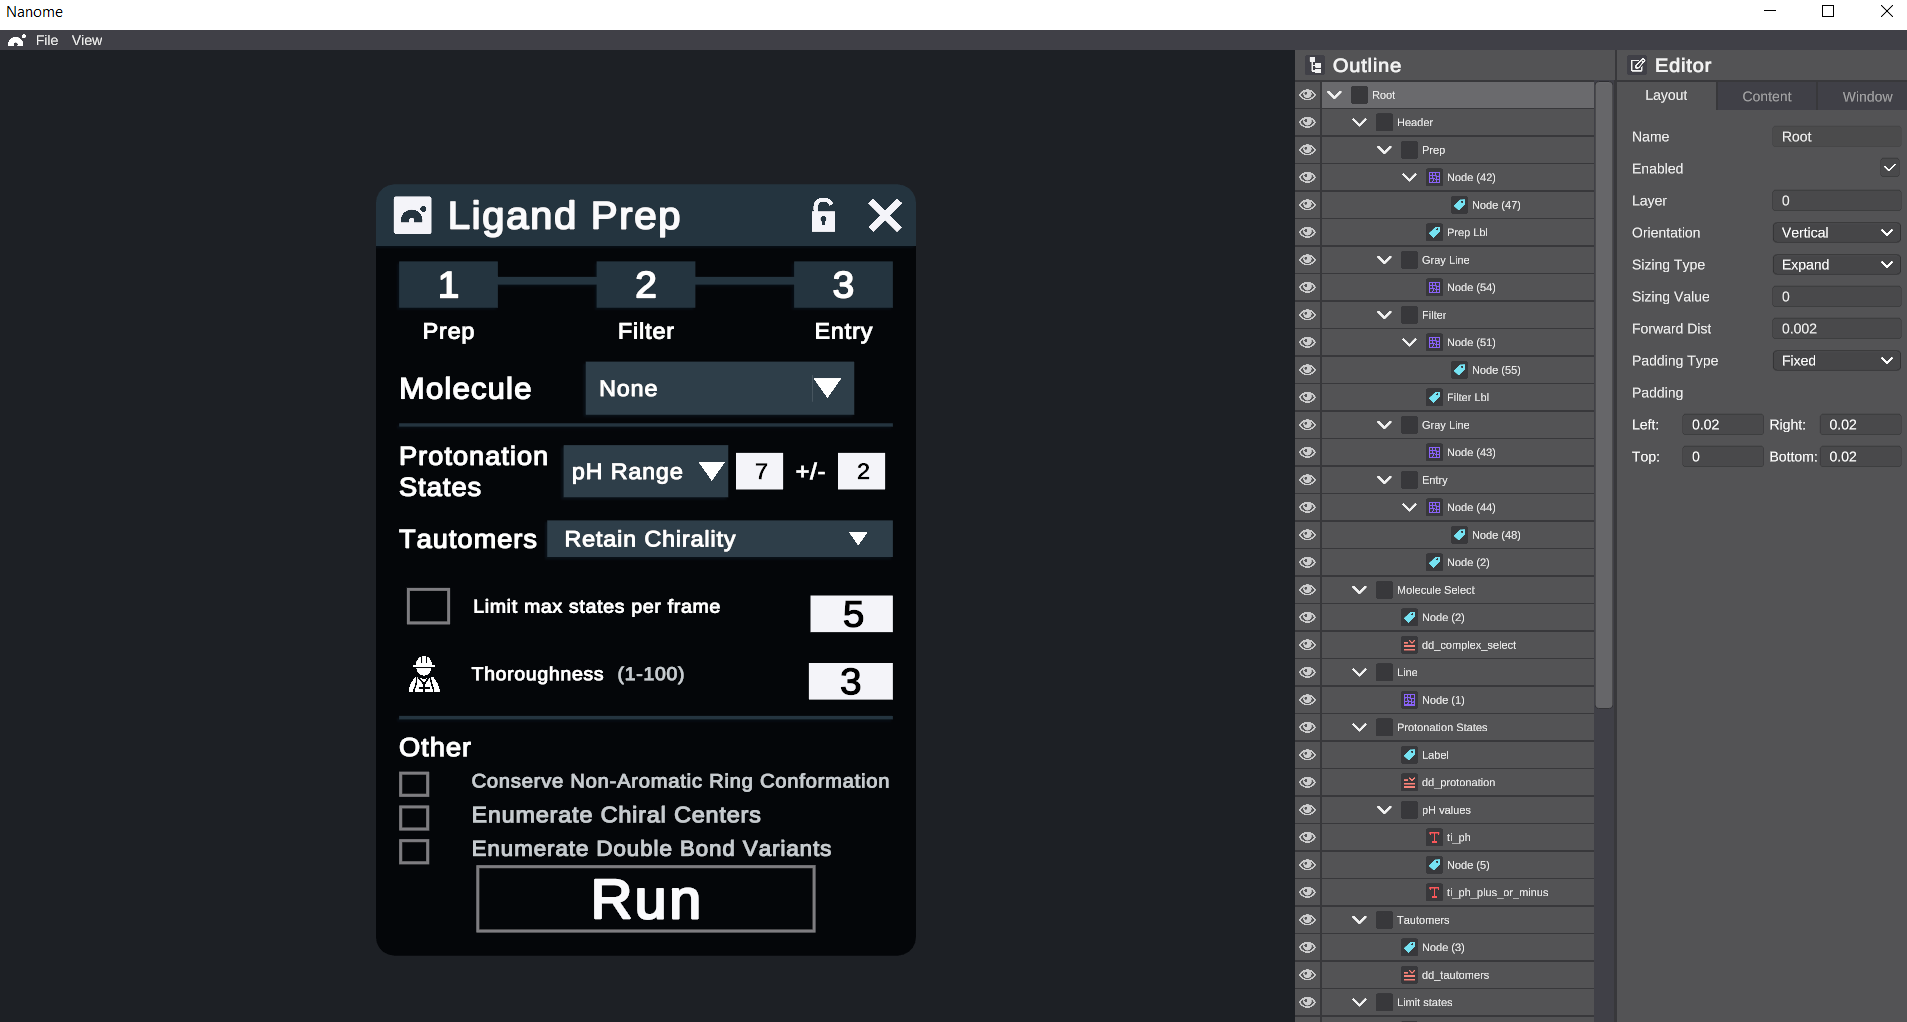 Nanome
File View
Ligand Prep
1 2 3
Prep Filter Entry
Molecule None
Protonation States pH Range 7 +/- 2
Tautomers Retain Chirality
Limit max states per frame 5
Thoroughness (1-100) 3
Other
Conserve Non-Aromatic Ring Conformation
Enumerate Chiral Centers
Enumerate Double Bond Variants
Run
Outline
Root
Header
Prep
Node (42)
Node (47)
Prep Lbl
Gray Line
Node (54)
Filter
Node (51)
Node (55)
Filter Lbl
Gray Line
Node (43)
Entry
Node (44)
Node (48)
Node (2)
Molecule Select
Node (2)
dd_complex_select
Line
Node (1)
Protonation States
Label
dd_protonation
pH values
ti_ph
Node (5)
ti_ph_plus_or_minus
Tautomers
Node (3)
dd_tautomers
Limit states
Editor
Layout Content Window
Name Root
Enabled
Layer 0
Orientation Vertical
Sizing Type Expand
Sizing Value 0
Forward Dist 0.002
Padding Type Fixed
Padding
Left: 0.02 Right: 0.02
Top: 0 Bottom: 0.02